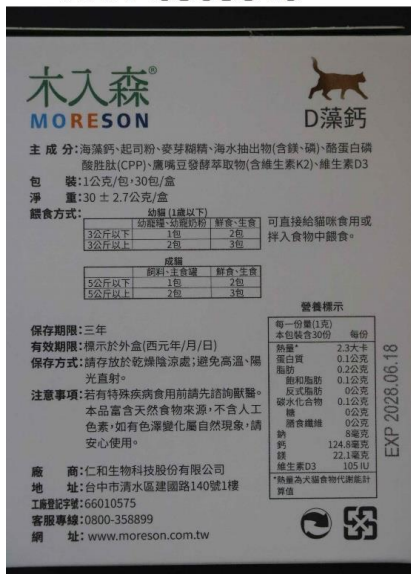 木入森®
MORESON
D藻鈣
主 成 分:海藻鈣、起司粉、麥芽糊精、海水抽出物(含鎂、磷)、酪蛋白磷
酸胜肽(CPP)、鷹嘴豆發酵萃取物(含維生素K2)、維生素D3
包 裝:1公克/包,30包/盒
淨 重:30 ± 2.7公克/盒
餵食方式:
幼貓 (1歲以下)
幼寵罐、幼寵奶粉 鮮食、生食
3公斤以下 1包 2包
3公斤以上 2包 3包
可直接給貓咪食用或
拌入食物中餵食。
成貓
飼料、主食罐 鮮食、生食
5公斤以下 1包 2包
5公斤以上 2包 3包
保存期限:三年
有效期限:標示於外盒(西元年/月/日)
保存方式:請存放於乾燥陰涼處;避免高溫、陽
光直射。
注意事項:若有特殊疾病食用前請先諮詢獸醫。
本品富含天然食物來源,不含人工
色素,如有色澤變化屬自然現象,請
安心使用。
營養標示
每一份量(1克)
本包裝含30份 每份
熱量* 2.3大卡
蛋白質 0.1公克
脂肪 0.2公克
飽和脂肪 0.1公克
反式脂肪 0公克
碳水化合物 0.1公克
糖 0公克
膳食纖維 0公克
鈉 8毫克
鈣 124.8毫克
鎂 22.1毫克
維生素D3 105 IU
*熱量為犬貓食物代謝能計
算值
EXP 2028.06.18
廠 商:仁和生物科技股份有限公司
地 址:台中市清水區建國路140號1樓
工廠登記字號:66010575
客服專線:0800-358899
網 址: www.moreson.com.tw